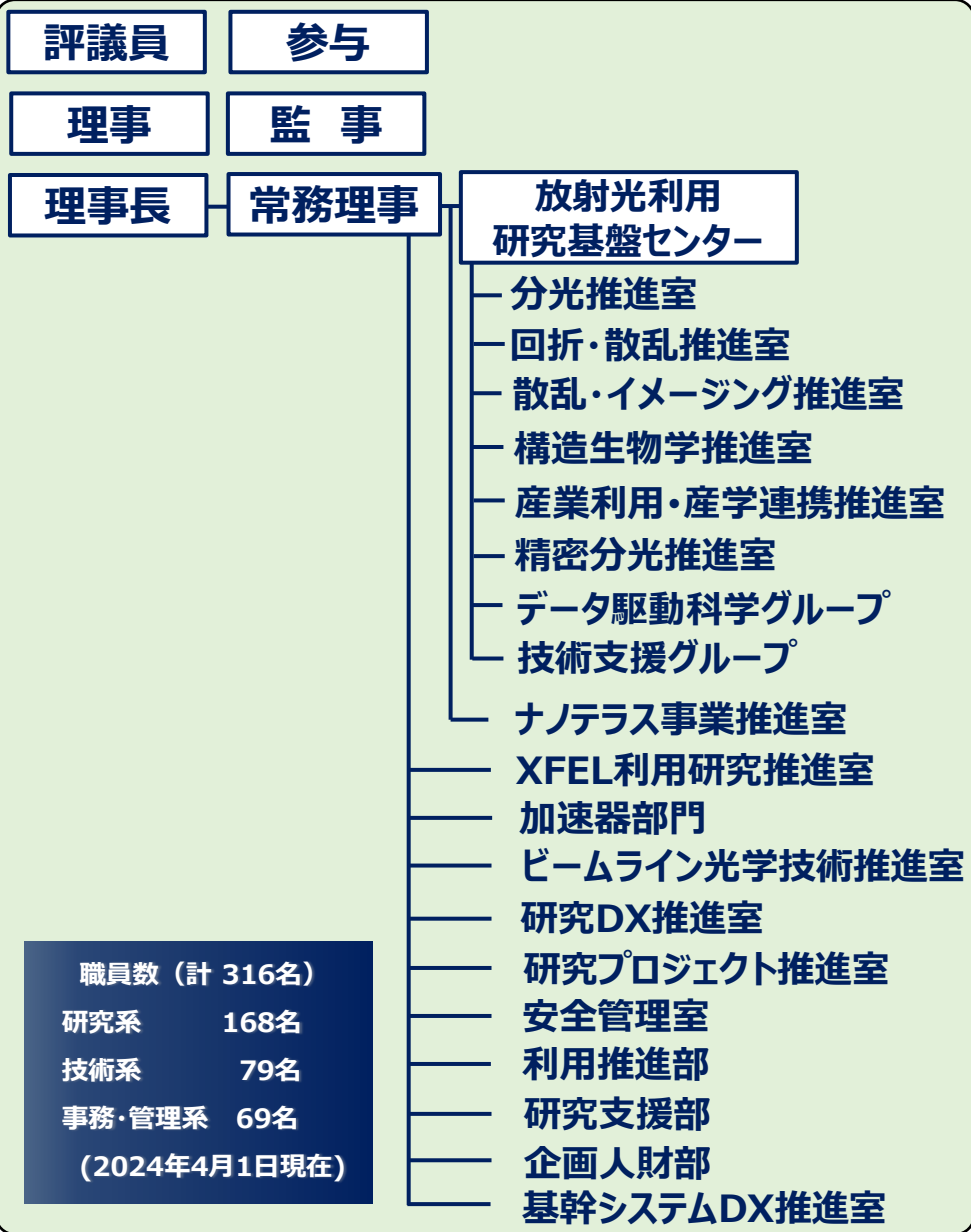 評議員 参与
理事 監 事
理事長 常務理事 放射光利用
研究基盤センター
分光推進室
回折・散乱推進室
散乱・イメージング推進室
構造生物学推進室
産業利用・産学連携推進室
精密分光推進室
データ駆動科学グループ
技術支援グループ
ナノテラス事業推進室
XFEL利用研究推進室
加速器部門
ビームライン光学技術推進室
研究DX推進室
研究プロジェクト推進室
安全管理室
利用推進部
研究支援部
企画人財部
基幹システムDX推進室
職員数（計 316名）
研究系 168名
技術系 79名
事務・管理系 69名
(2024年4月1日現在)